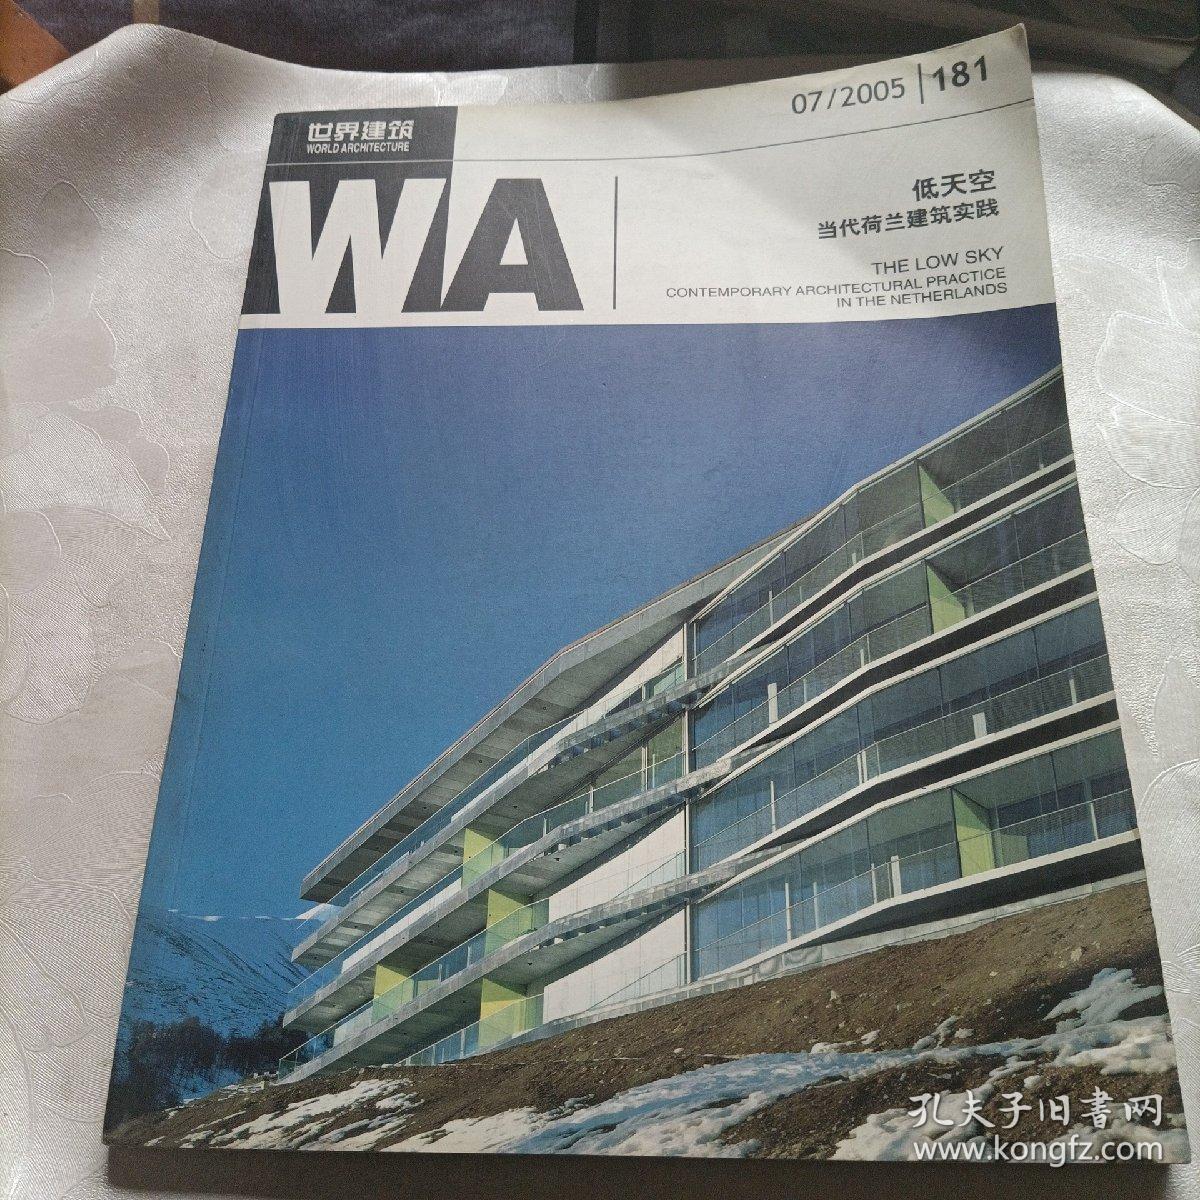 世界建筑
WORLD ARCHITECTURE
07/2005 | 181
WA
低天空
当代荷兰建筑实践
THE LOW SKY
CONTEMPORARY ARCHITECTURAL PRACTICE
IN THE NETHERLANDS
孔夫子旧書网
www.kongfz.com